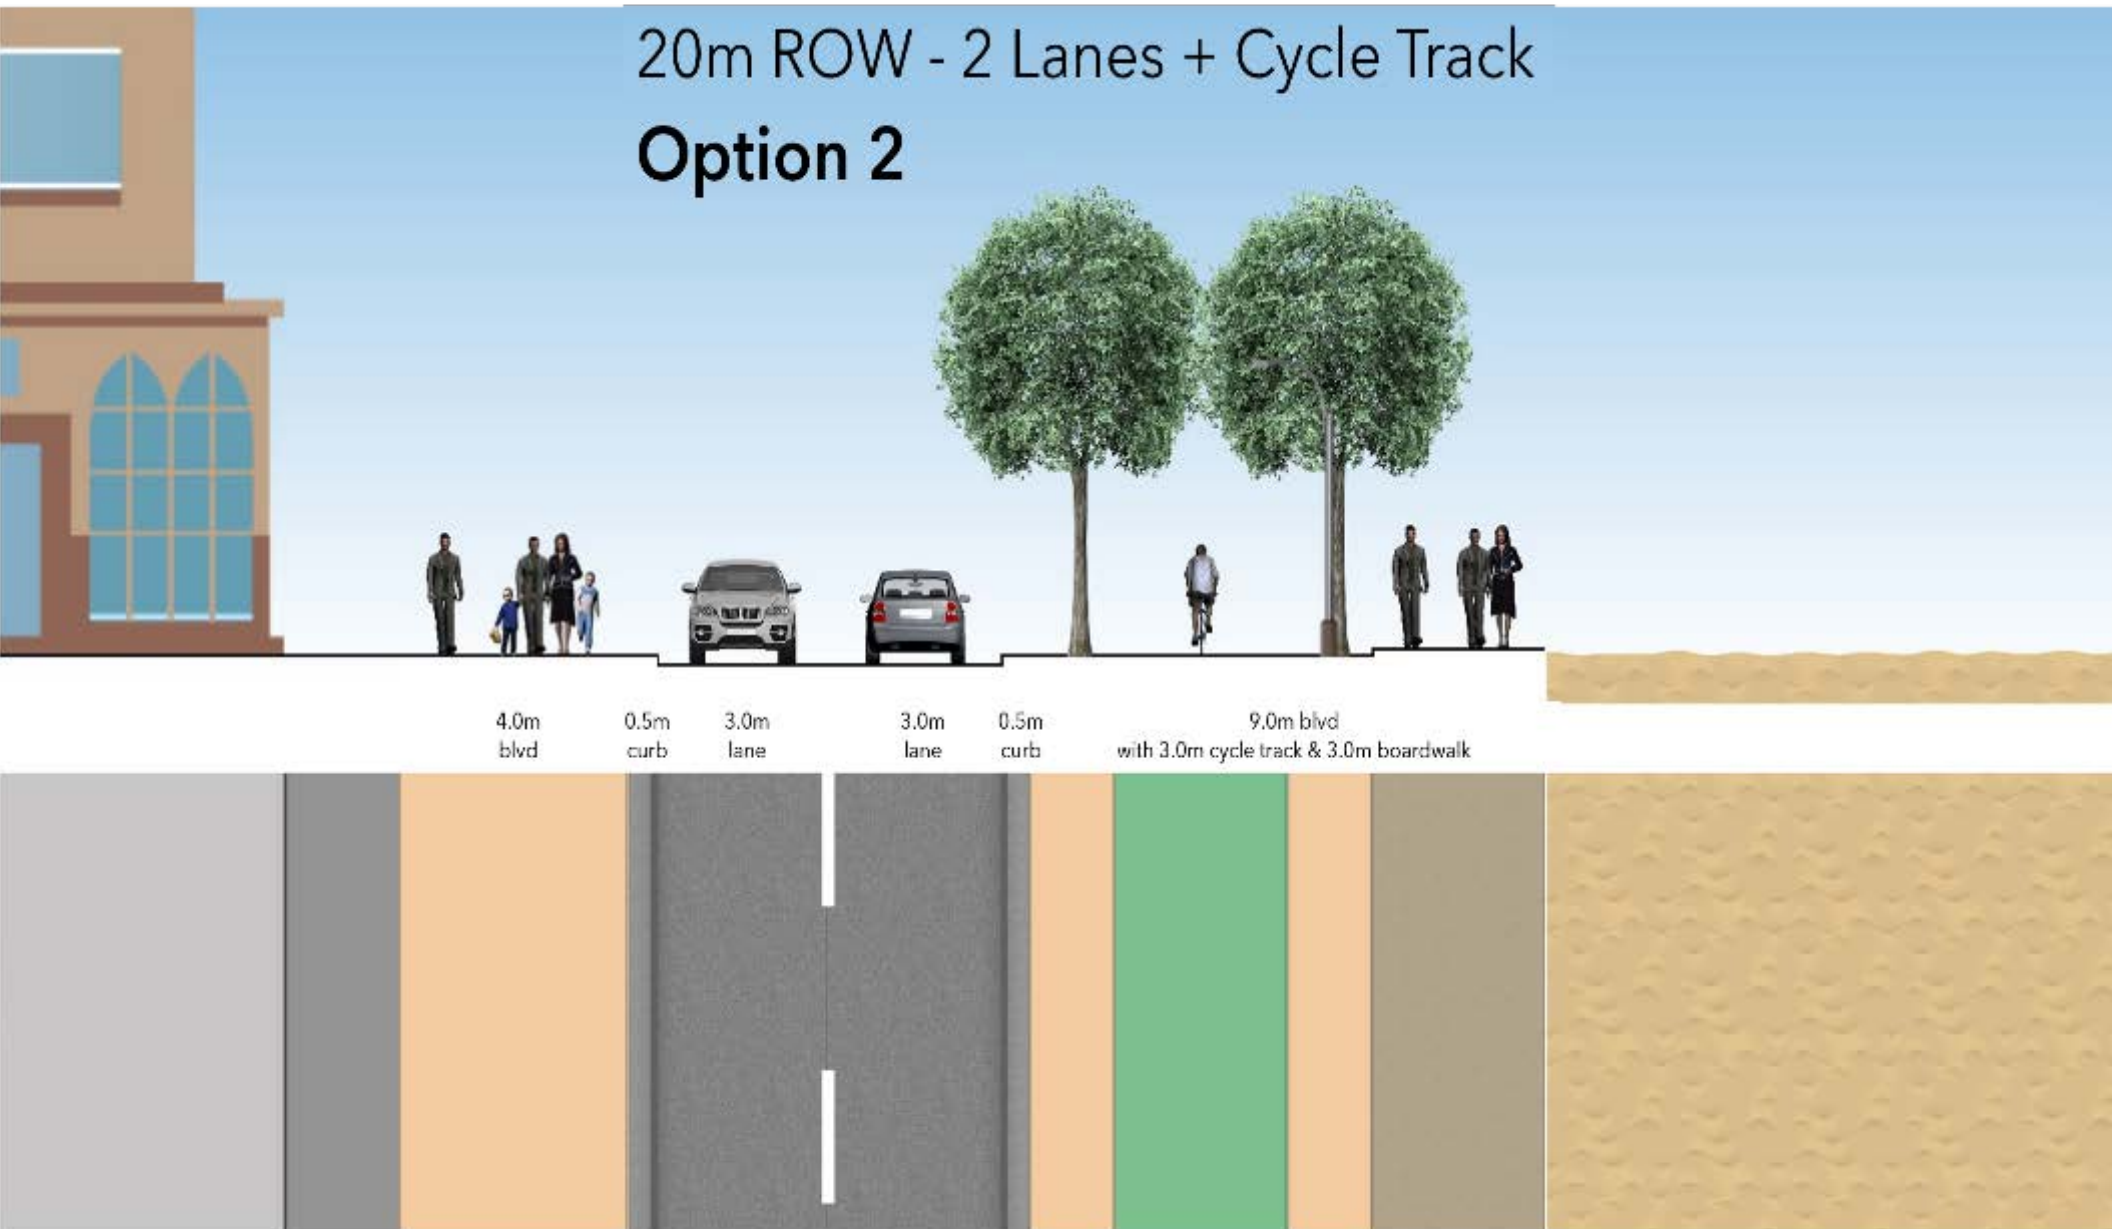 20m ROW - 2 Lanes + Cycle Track
Option 2
4.0m
blvd
0.5m
curb
3.0m
lane
3.0m
lane
0.5m
curb
9.0m blvd
with 3.0m cycle track & 3.0m boardwalk